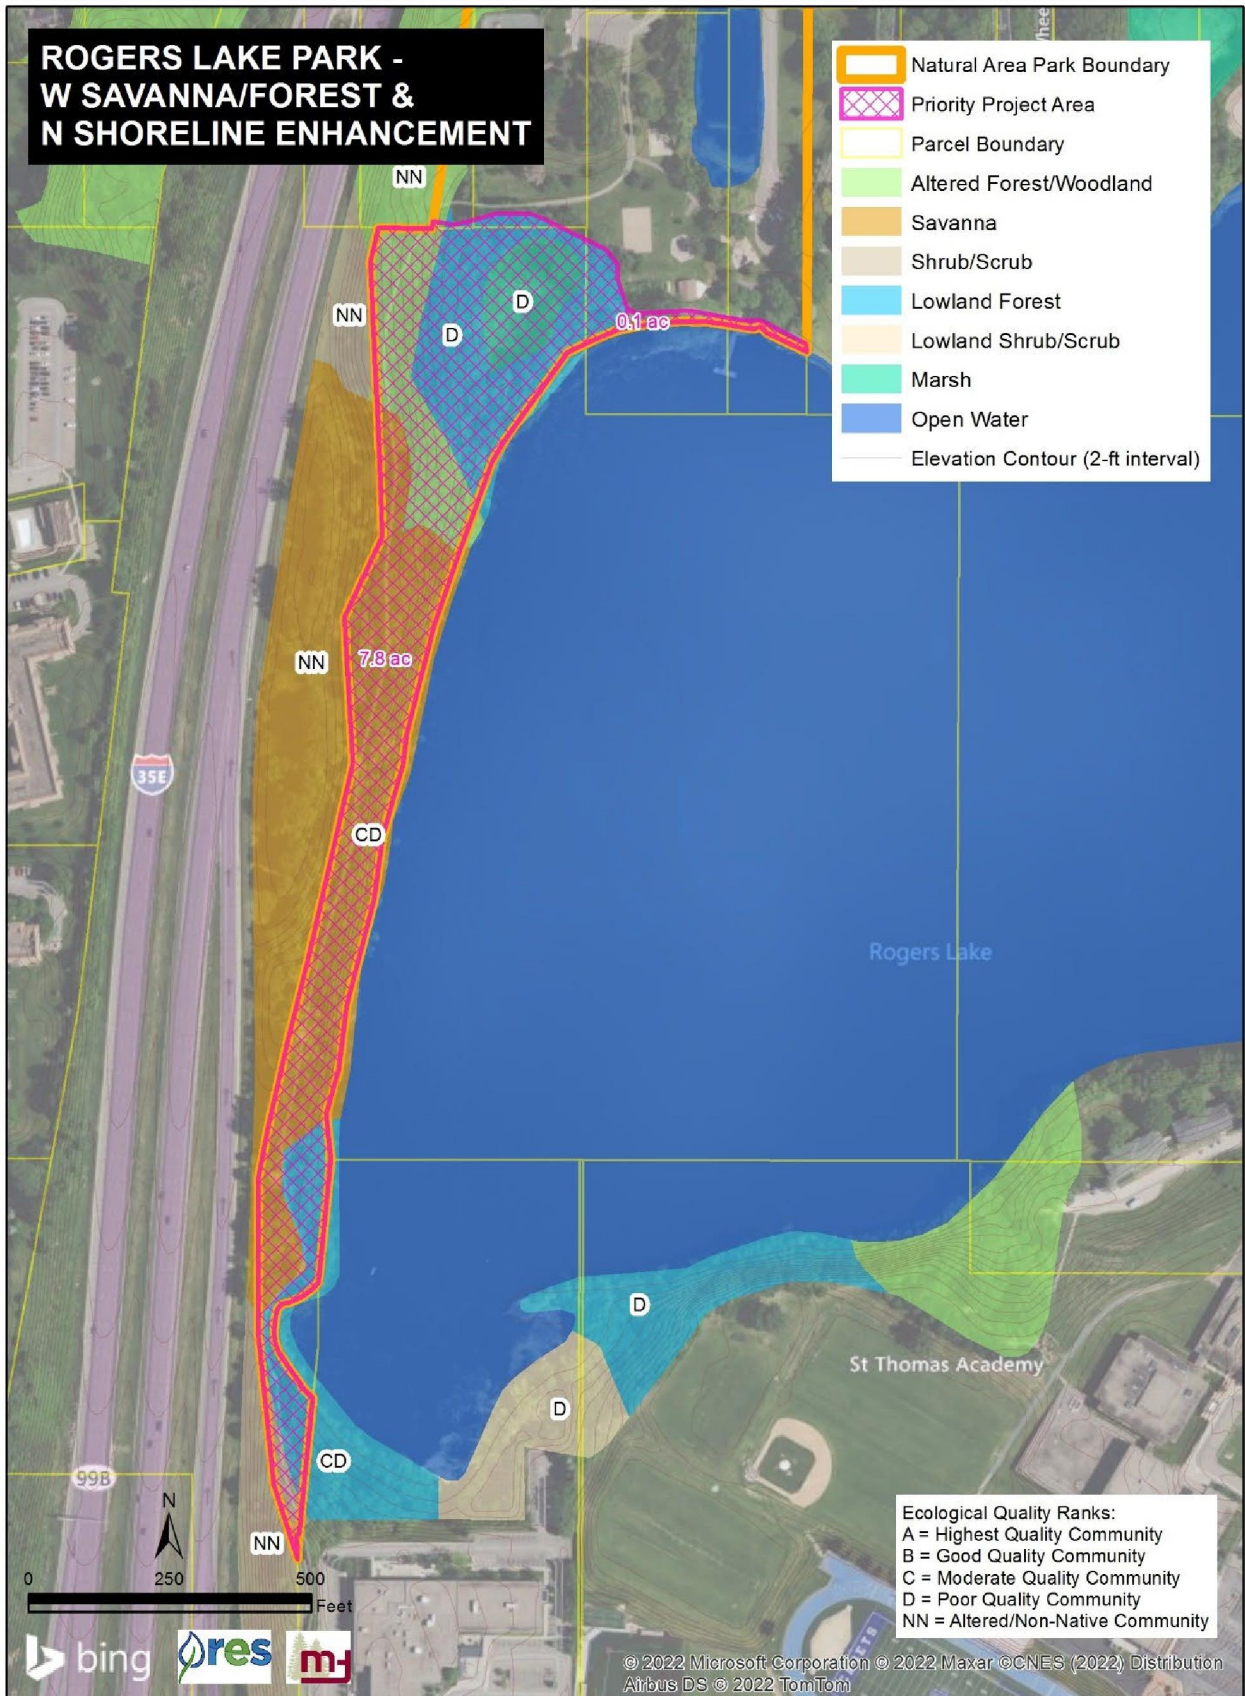 ROGERS LAKE PARK -
W SAVANNA/FOREST &
N SHORELINE ENHANCEMENT
Natural Area Park Boundary
Priority Project Area
Parcel Boundary
Altered Forest/Woodland
Savanna
Shrub/Scrub
Lowland Forest
Lowland Shrub/Scrub
Marsh
Open Water
Elevation Contour (2-ft interval)
Whee
NN
NN
D
D
0.1 ac
NN
7.8 ac
35E
CD
Rogers Lake
D
St Thomas Academy
D
CD
99B
NN
N
0 250 500
Feet
Ecological Quality Ranks:
A = Highest Quality Community
B = Good Quality Community
C = Moderate Quality Community
D = Poor Quality Community
NN = Altered/Non-Native Community
bing
res
m+
ETS
© 2022 Microsoft Corporation © 2022 Maxar ©CNES (2022) Distribution
Airbus DS © 2022 TomTom